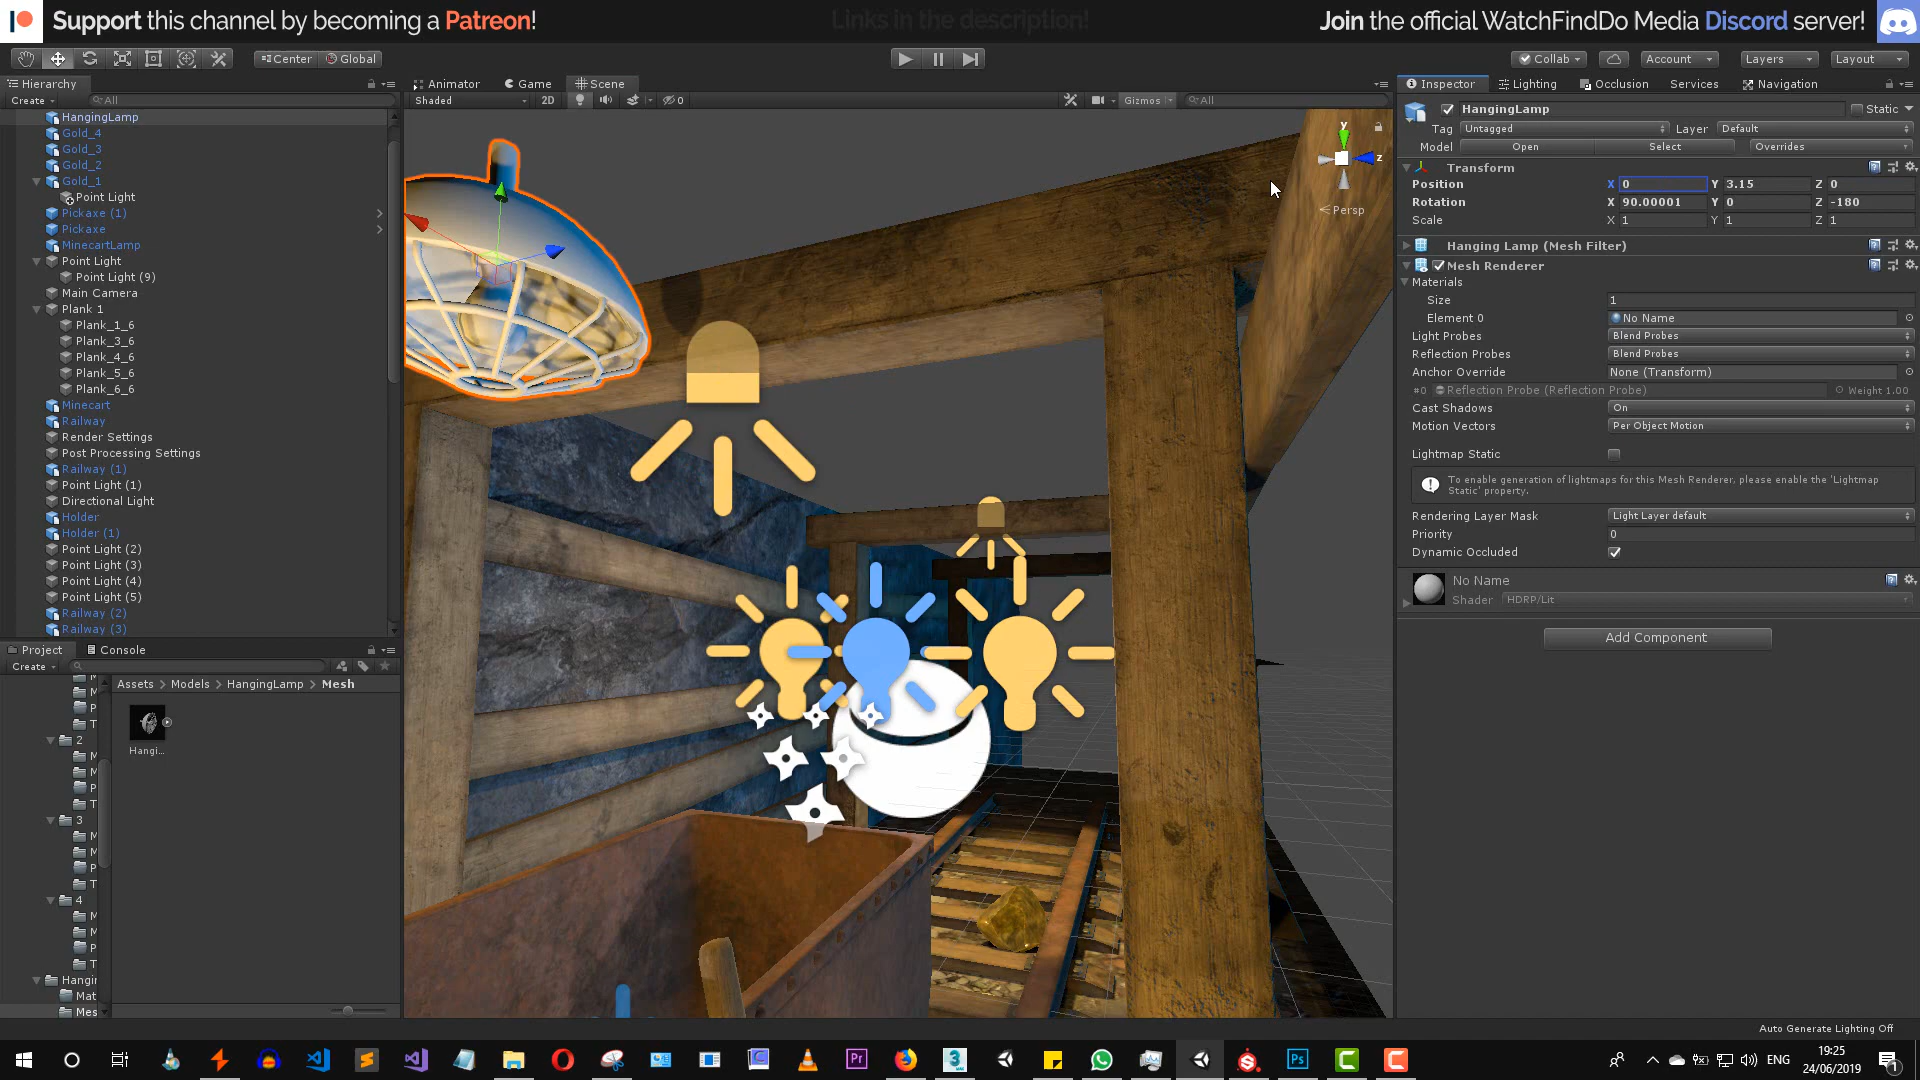 Support this channel by becoming a Patreon!
Links in the description!
Join the official WatchFindDo Media Discord server!
Center
Global
Collab
Account
Layers
Layout
Hierarchy
Create
All
HangingLamp
Gold_4
Gold_3
Gold_2
Gold_1
Point Light
Pickaxe (1)
Pickaxe
MinecartLamp
Point Light
Point Light (9)
Main Camera
Plank 1
Plank_1_6
Plank_3_6
Plank_4_6
Plank_5_6
Plank_6_6
Minecart
Railway
Render Settings
Post Processing Settings
Railway (1)
Point Light (1)
Directional Light
Holder
Holder (1)
Point Light (2)
Point Light (3)
Point Light (4)
Point Light (5)
Railway (2)
Railway (3)
Animator
Game
Scene
Shaded
2D
0
Gizmos
All
y
z
Persp
Inspector
Lighting
Occlusion
Services
Navigation
HangingLamp
Static
Tag Untagged Layer Default
Model Open Select Overrides
Transform
Position X 0 Y 3.15 Z 0
Rotation X 90.00001 Y 0 Z -180
Scale X 1 Y 1 Z 1
Hanging Lamp (Mesh Filter)
Mesh Renderer
Materials
Size 1
Element 0 No Name
Light Probes Blend Probes
Reflection Probes Blend Probes
Anchor Override None (Transform)
#0 Reflection Probe (Reflection Probe) Weight 1.00
Cast Shadows On
Motion Vectors Per Object Motion
Lightmap Static
To enable generation of lightmaps for this Mesh Renderer, please enable the 'Lightmap
Static' property.
Rendering Layer Mask Light Layer default
Priority 0
Dynamic Occluded
No Name
Shader HDRP/Lit
Add Component
Project
Console
Create
Assets > Models > HangingLamp > Mesh
Hangi...
M
M
P
T
2
M
M
P
T
3
M
M
P
T
4
M
M
P
T
Hangin
Mat
Mes
Auto Generate Lighting Off
Pr
3
Ps
C
C
ENG
19:25
24/06/2019
1